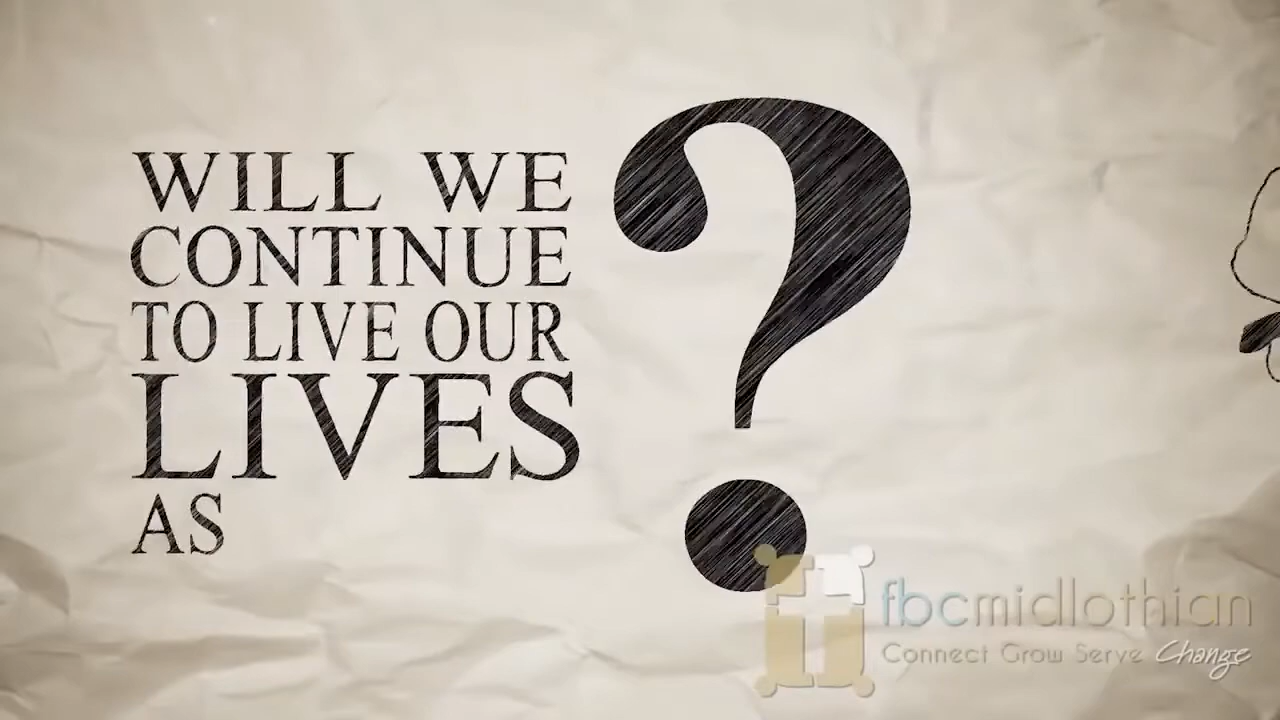 WILL WE
CONTINUE
TO LIVE OUR
LIVES
AS
?
fbcmidlothian
Connect Grow Serve Change